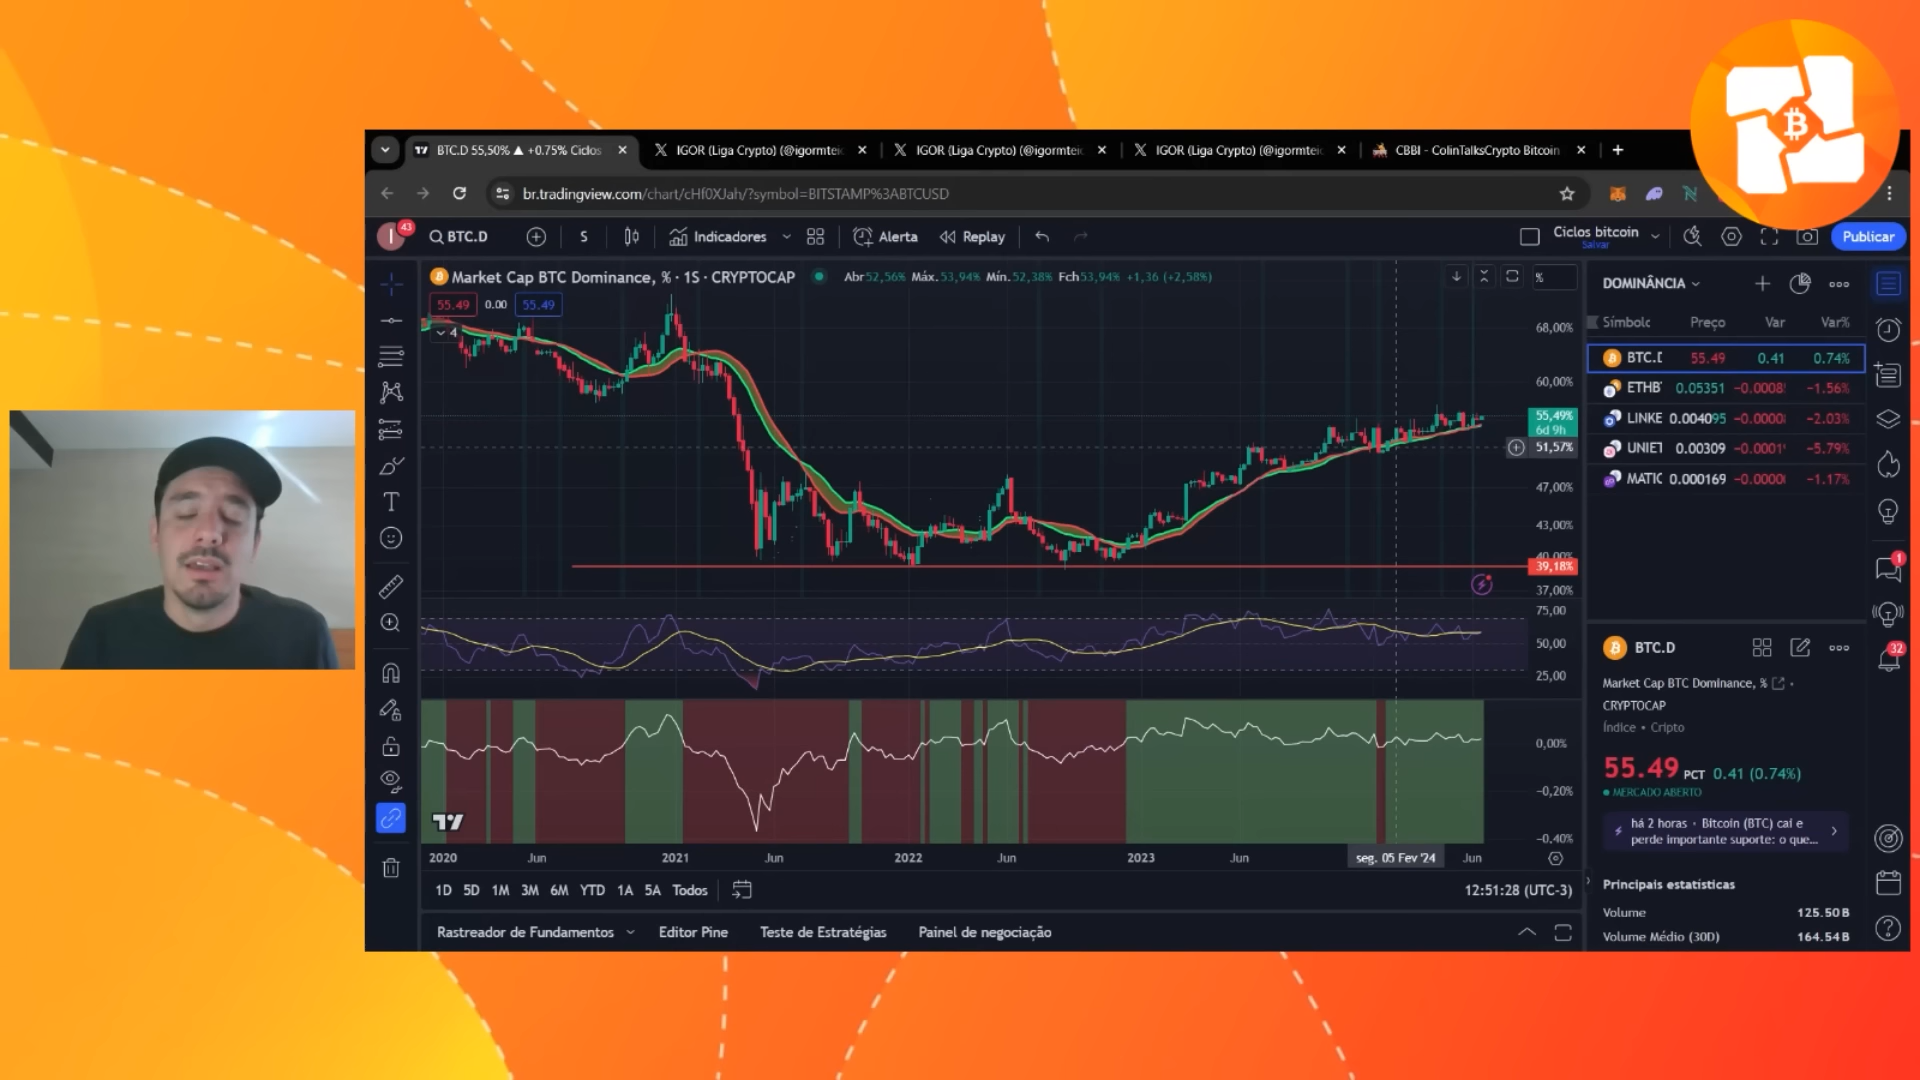 BTC.D 55,50% ▲ +0.75% Ciclos
IGOR (Liga Crypto) (@igormtei
IGOR (Liga Crypto) (@igormtei
IGOR (Liga Crypto) (@igormtei
CBBI - ColinTalksCrypto Bitcoin
br.tradingview.com/chart/cHf0XJah/?symbol=BITSTAMP%3ABTCUSD
I 43
BTC.D
S
Indicadores
Alerta
Replay
Ciclos bitcoin
Salvar
Publicar
Market Cap BTC Dominance, % · 1S · CRYPTOCAP
Abr52,56% Máx.53,94% Mín.52,38% Fch53,94% +1,36 (+2,58%)
%
55.49 0.00 55.49
4
68,00%
60,00%
55,49%
6d 9h
51,57%
47,00%
43,00%
40,00%
39,18%
37,00%
75,00
50,00
25,00
0,00%
−0,20%
−0,40%
2020 Jun 2021 Jun 2022 Jun 2023 Jun seg. 05 Fev '24 Jun
1D 5D 1M 3M 6M YTD 1A 5A Todos
12:51:28 (UTC-3)
Rastreador de Fundamentos
Editor Pine
Teste de Estratégias
Painel de negociação
DOMINÂNCIA
Símbolo Preço Var Var%
BTC.D 55.49 0.41 0.74%
ETHB 0.05351 −0.0008 −1.56%
LINKE 0.004095 −0.0000 −2.03%
UNIET 0.00309 −0.0001 −5.79%
MATIC 0.000169 −0.0000 −1.17%
BTC.D
Market Cap BTC Dominance, %
CRYPTOCAP
Índice • Cripto
55.49 PCT 0.41 (0.74%)
MERCADO ABERTO
há 2 horas · Bitcoin (BTC) cai e
perde importante suporte: o que...
Principais estatísticas
Volume 125.50B
Volume Médio (30D) 164.54B
1
32